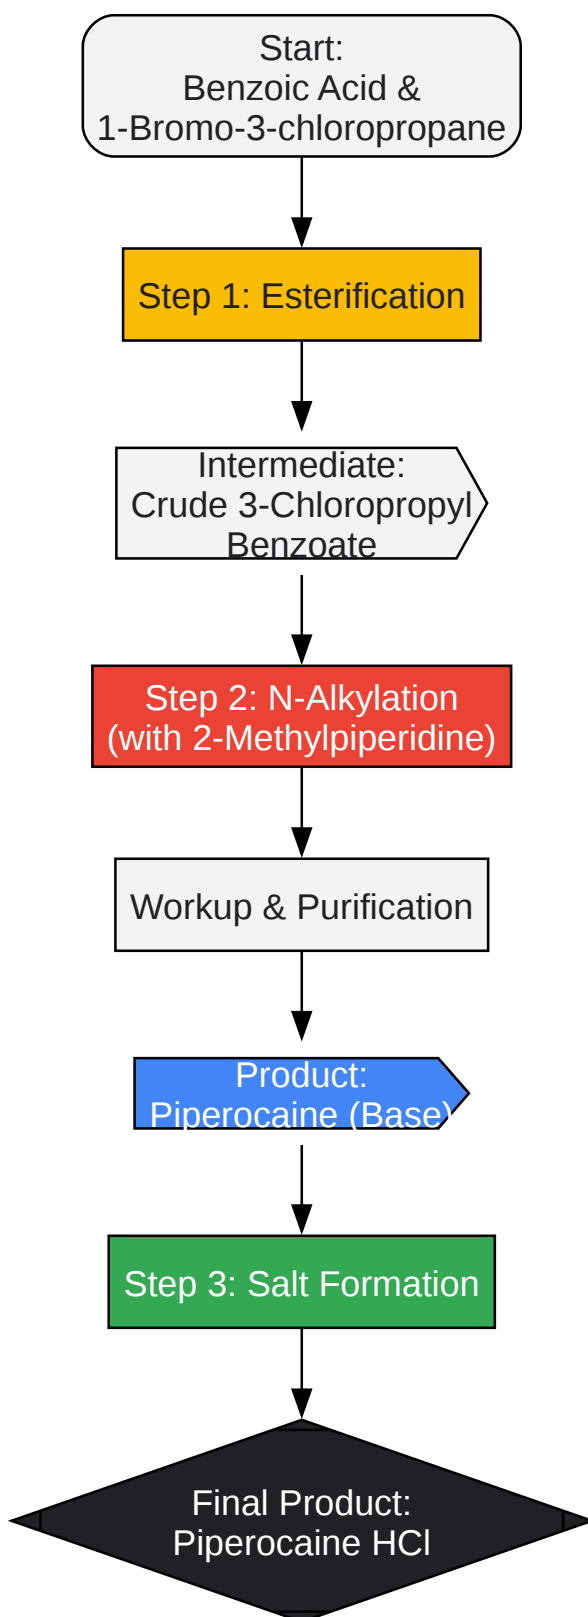 Start:
Benzoic Acid &
1-Bromo-3-chloropropane
Step 1: Esterification
Intermediate:
Crude 3-Chloropropyl
Benzoate
Step 2: N-Alkylation
(with 2-Methylpiperidine)
Workup & Purification
Product:
Piperocaine (Base)
Step 3: Salt Formation
Final Product:
Piperocaine HCl